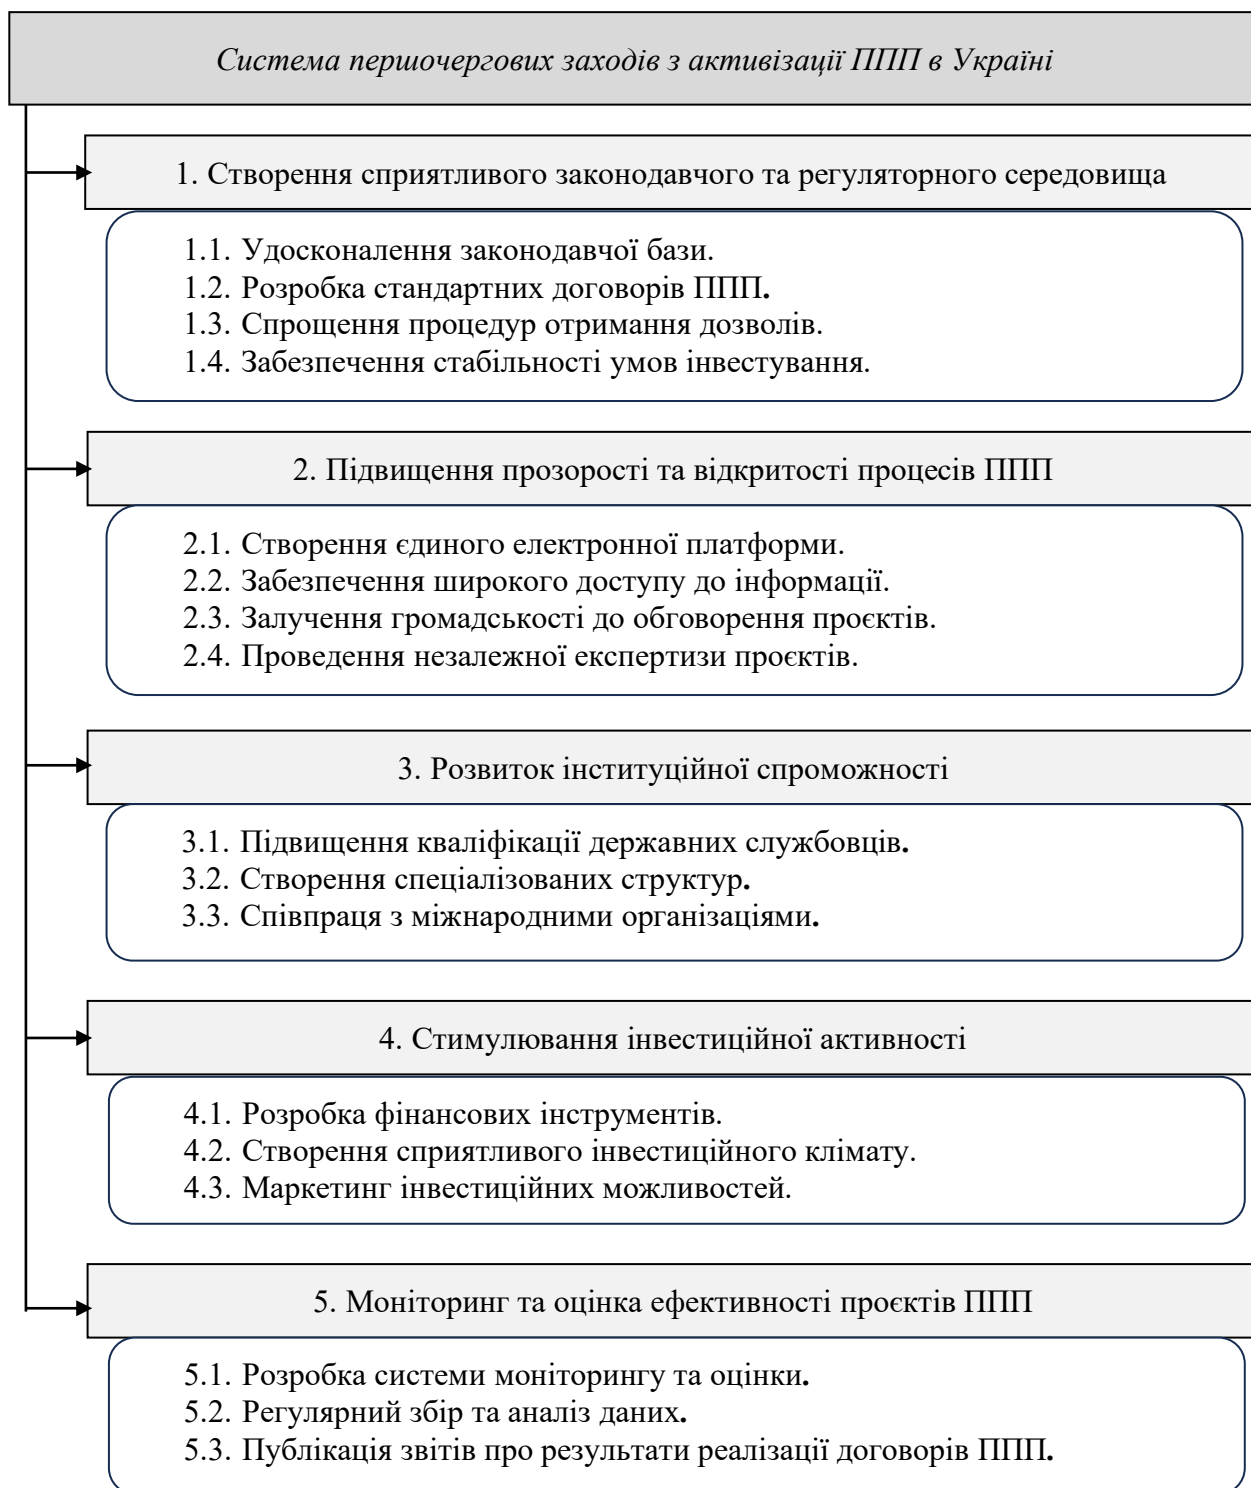 Система першочергових заходів з активізації ППП в Україні
1. Створення сприятливого законодавчого та регуляторного середовища
1.1. Удосконалення законодавчої бази.
1.2. Розробка стандартних договорів ППП.
1.3. Спрощення процедур отримання дозволів.
1.4. Забезпечення стабільності умов інвестування.
2. Підвищення прозорості та відкритості процесів ППП
2.1. Створення єдиного електронної платформи.
2.2. Забезпечення широкого доступу до інформації.
2.3. Залучення громадськості до обговорення проєктів.
2.4. Проведення незалежної експертизи проєктів.
3. Розвиток інституційної спроможності
3.1. Підвищення кваліфікації державних службовців.
3.2. Створення спеціалізованих структур.
3.3. Співпраця з міжнародними організаціями.
4. Стимулювання інвестиційної активності
4.1. Розробка фінансових інструментів.
4.2. Створення сприятливого інвестиційного клімату.
4.3. Маркетинг інвестиційних можливостей.
5. Моніторинг та оцінка ефективності проєктів ППП
5.1. Розробка системи моніторингу та оцінки.
5.2. Регулярний збір та аналіз даних.
5.3. Публікація звітів про результати реалізації договорів ППП.